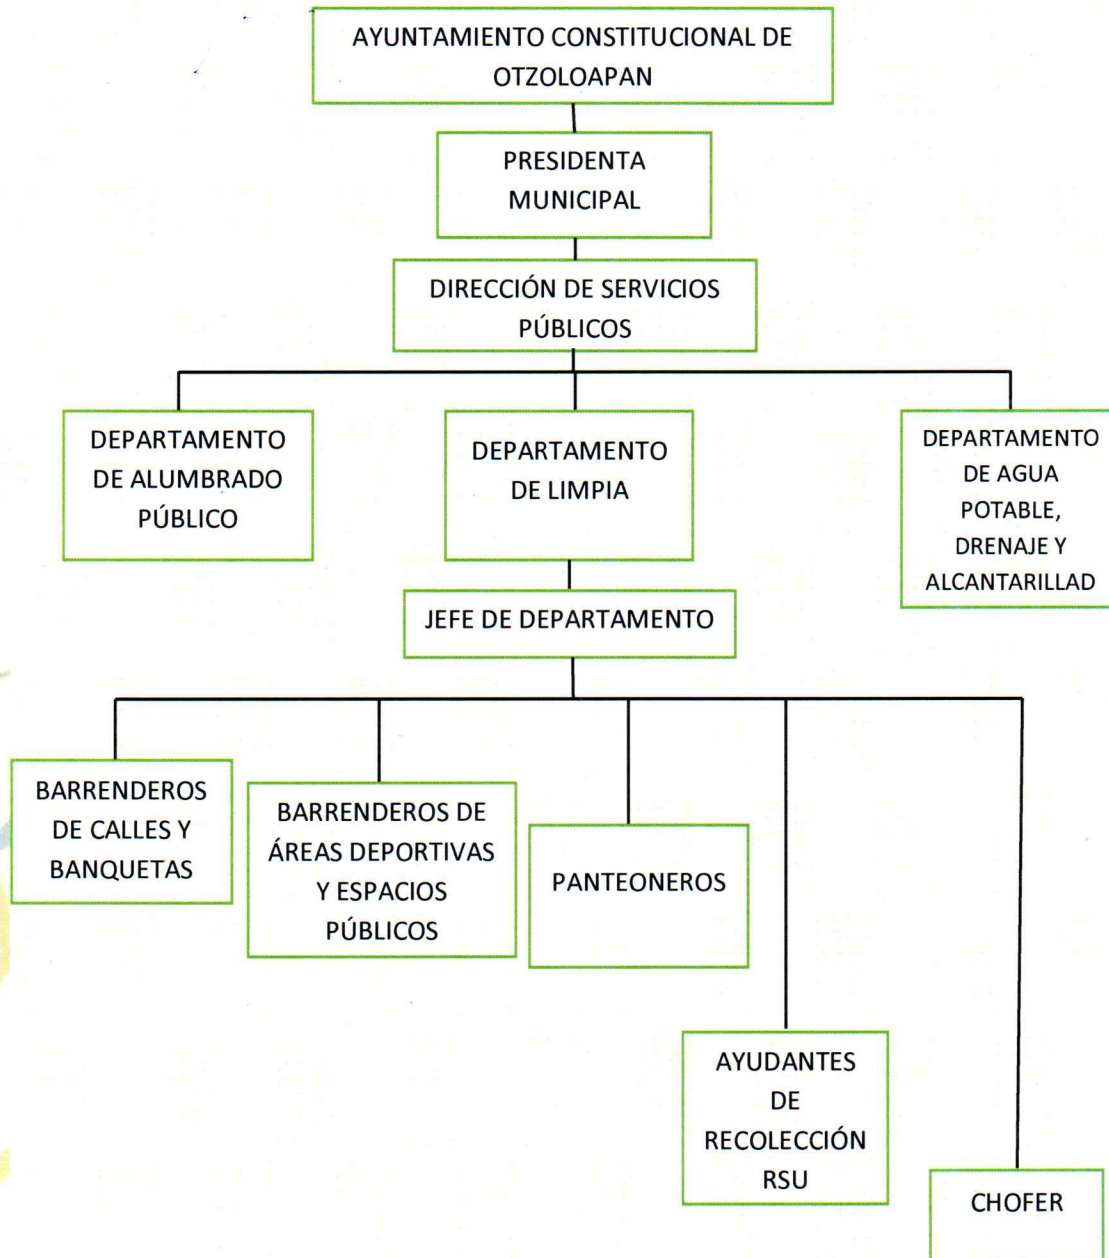 AYUNTAMIENTO CONSTITUCIONAL DE
OTZOLOAPAN
PRESIDENTA
MUNICIPAL
DIRECCIÓN DE SERVICIOS
PÚBLICOS
DEPARTAMENTO
DE ALUMBRADO
PÚBLICO
DEPARTAMENTO
DE LIMPIA
DEPARTAMENTO
DE AGUA
POTABLE,
DRENAJE Y
ALCANTARILLAD
JEFE DE DEPARTAMENTO
BARRENDEROS
DE CALLES Y
BANQUETAS
BARRENDEROS DE
ÁREAS DEPORTIVAS
Y ESPACIOS
PÚBLICOS
PANTEONEROS
AYUDANTES
DE
RECOLECCIÓN
RSU
CHOFER